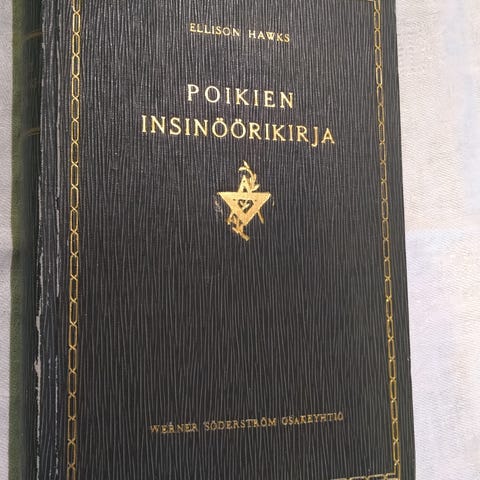 ELLISON HAWKS
POIKIEN
INSINÖÖRIKIRJA
WERNER SÖDERSTRÖM OSAKEYHTIÖ